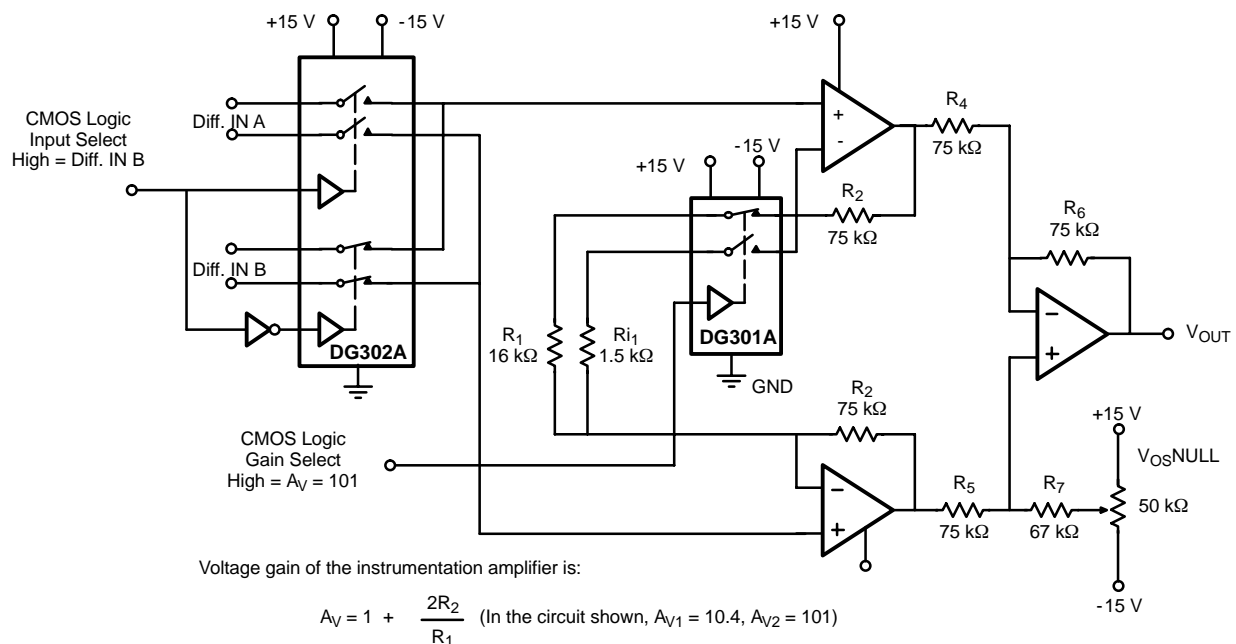 +15 V
-15 V
CMOS Logic
Input Select
High = Diff. IN B
Diff. IN A
Diff. IN B
DG302A
+15 V
+
-
R4
75 kΩ
+15 V
-15 V
R2
75 kΩ
DG301A
GND
R1
16 kΩ
Ri1
1.5 kΩ
R6
75 kΩ
−
+
VOUT
CMOS Logic
Gain Select
High = AV = 101
R2
75 kΩ
−
+
R5
75 kΩ
R7
67 kΩ
+15 V
VOSNULL
50 kΩ
-15 V
Voltage gain of the instrumentation amplifier is:
AV = 1 + 2R2 / R1 (In the circuit shown, AV1 = 10.4, AV2 = 101)